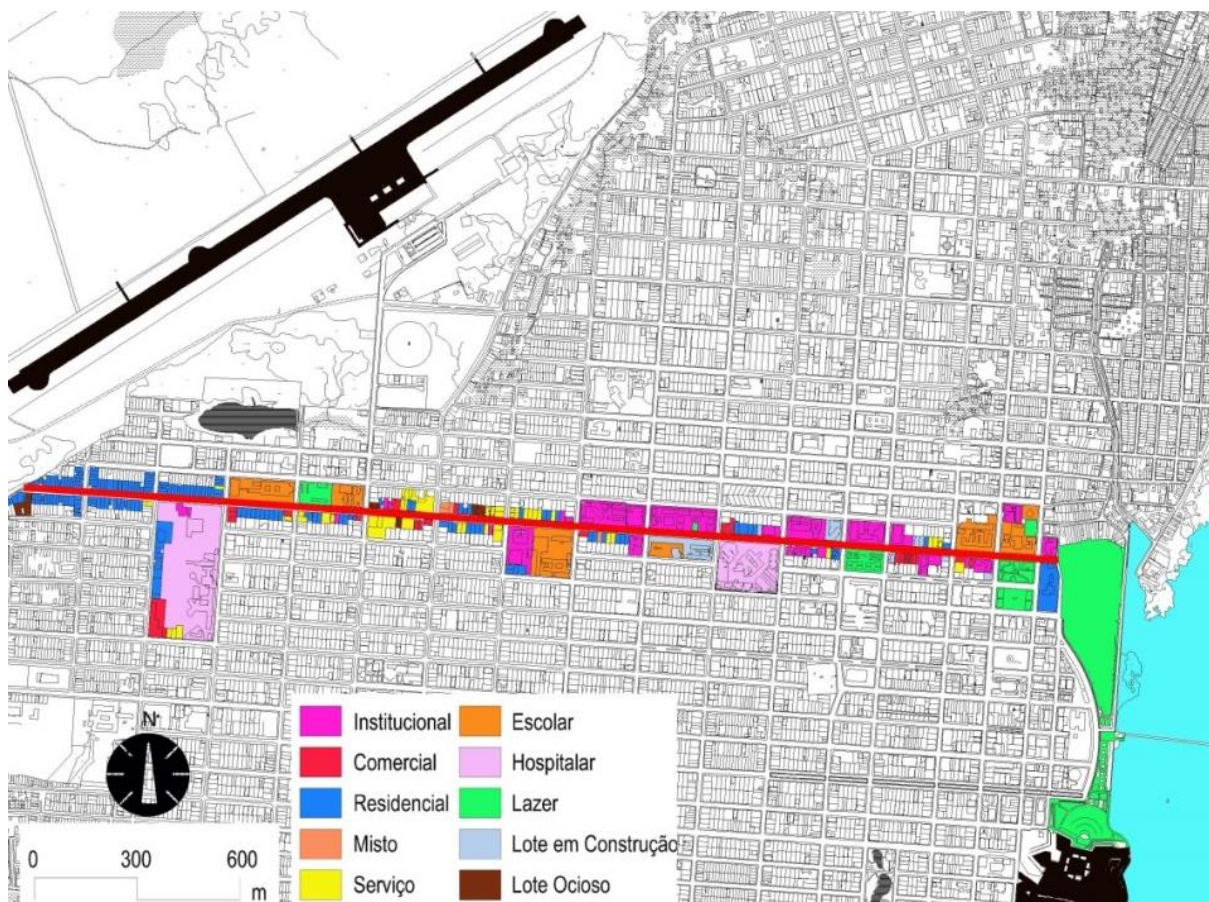 N
0 300 600
m
Institucional
Comercial
Residencial
Misto
Serviço
Escolar
Hospitalar
Lazer
Lote em Construção
Lote Ocioso